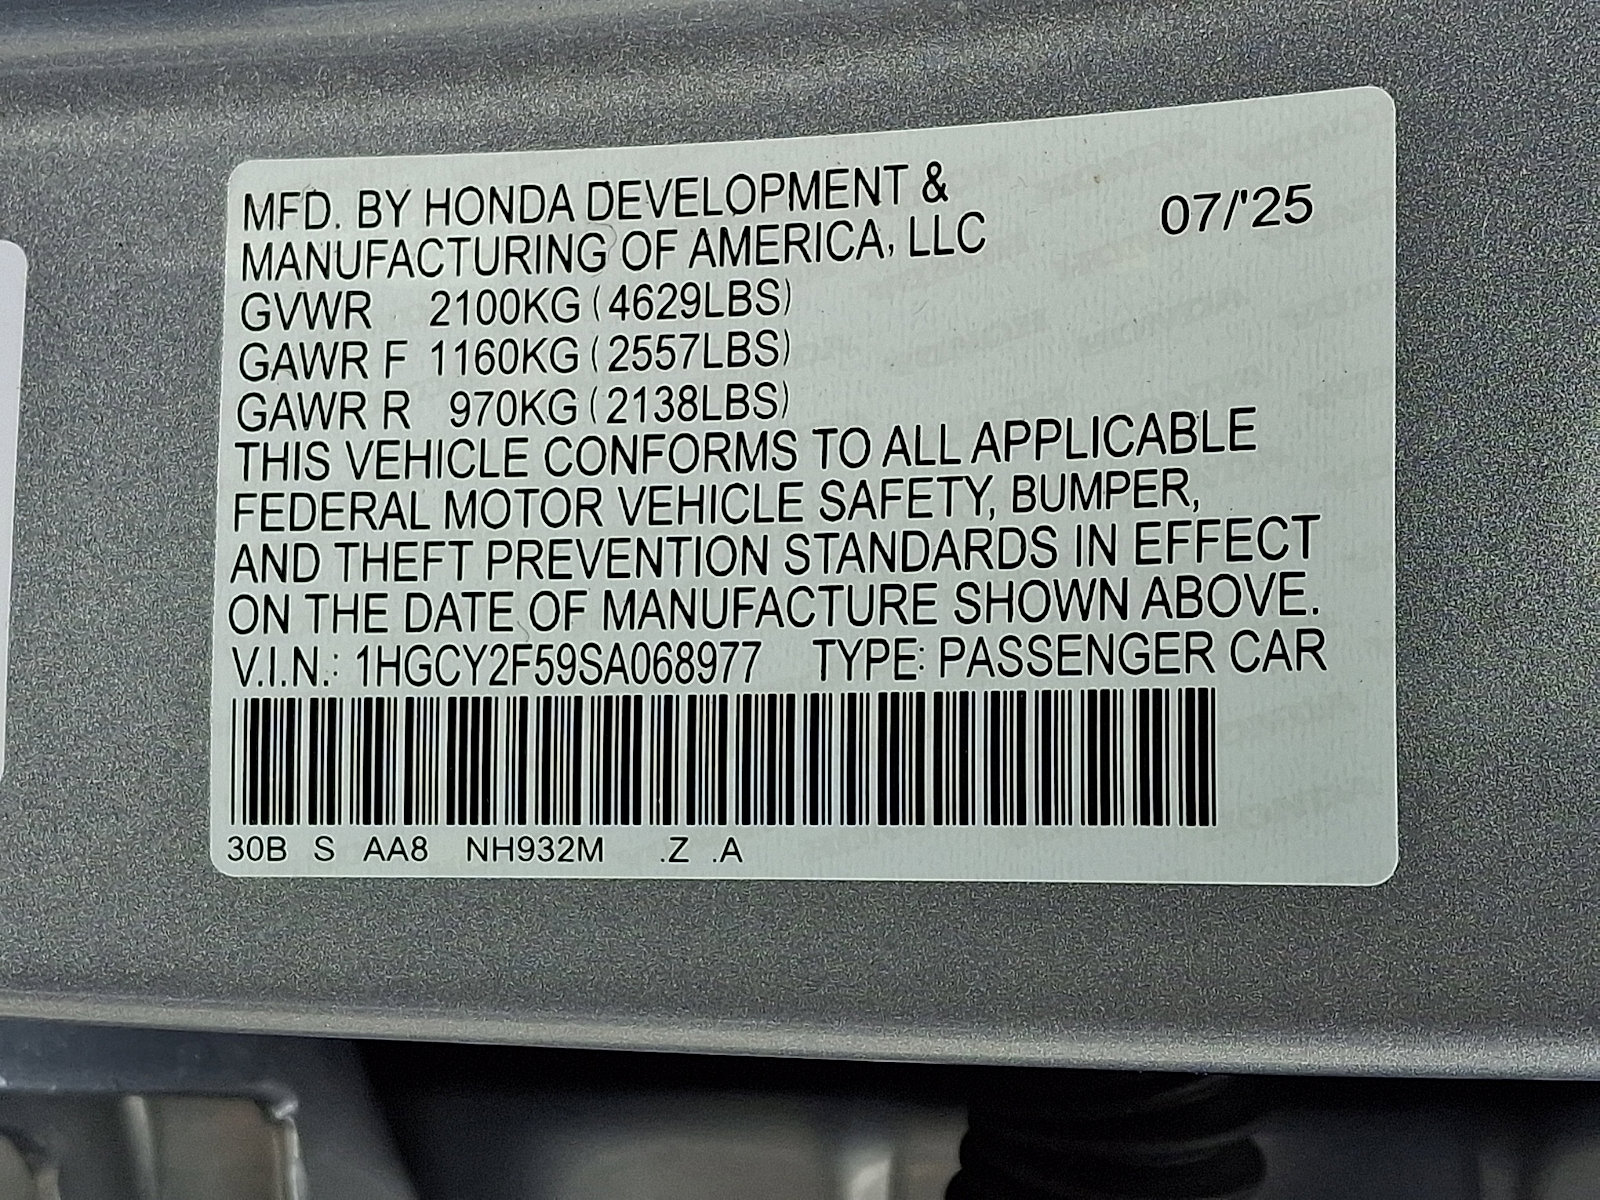 MFD. BY HONDA DEVELOPMENT &
MANUFACTURING OF AMERICA, LLC
07/'25
GVWR 2100KG (4629LBS)
GAWR F 1160KG (2557LBS)
GAWR R 970KG (2138LBS)
THIS VEHICLE CONFORMS TO ALL APPLICABLE
FEDERAL MOTOR VEHICLE SAFETY, BUMPER,
AND THEFT PREVENTION STANDARDS IN EFFECT
ON THE DATE OF MANUFACTURE SHOWN ABOVE.
V.I.N.: 1HGCY2F59SA068977 TYPE: PASSENGER CAR
30B S AA8 NH932M .Z .A